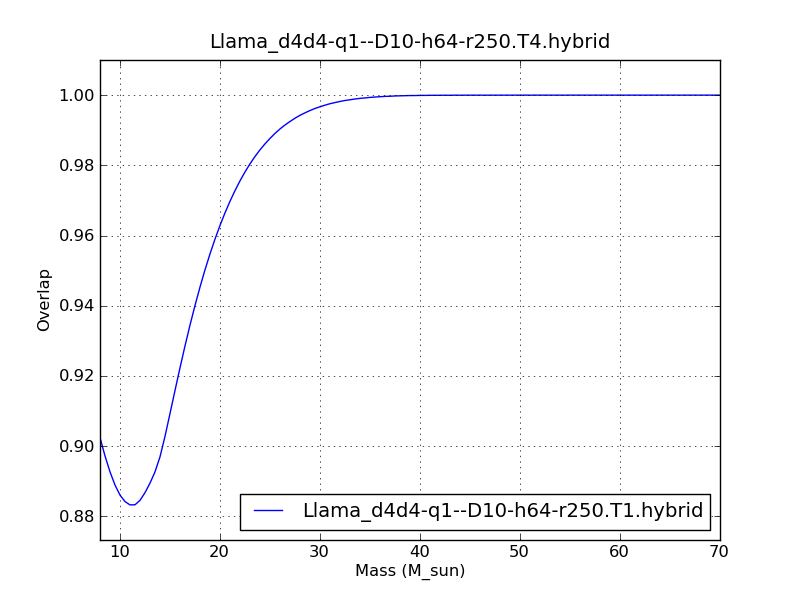 Llama_d4d4-q1--D10-h64-r250.T4.hybrid
1.00
0.98
0.96
0.94
0.92
0.90
0.88
Overlap
Llama_d4d4-q1--D10-h64-r250.T1.hybrid
10 20 30 40 50 60 70
Mass (M_sun)